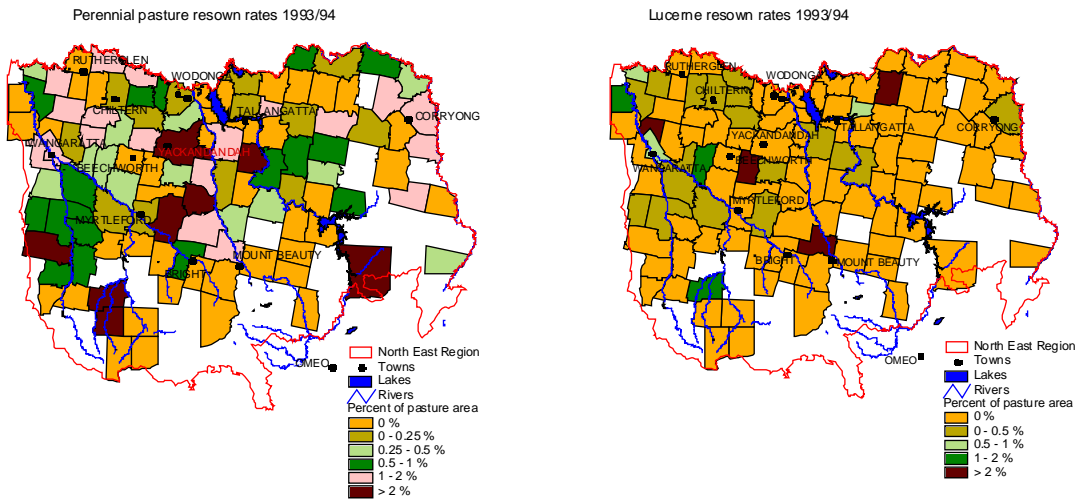 Perennial pasture resown rates 1993/94
RUTHERGLEN
WODONGA
CHILTERN
TALLANGATTA
CORRYONG
WANGARATTA
YACKANDANDAH
BEECHWORTH
MYRTLEFORD
MOUNT BEAUTY
BRIGHT
OMEO
North East Region
Towns
Lakes
Rivers
Percent of pasture area
0 %
0 - 0.25 %
0.25 - 0.5 %
0.5 - 1 %
1 - 2 %
> 2 %
Lucerne resown rates 1993/94
RUTHERGLEN
WODONGA
CHILTERN
TALLANGATTA
CORRYONG
YACKANDANDAH
BEECHWORTH
WANGARATTA
MYRTLEFORD
BRIGHT
MOUNT BEAUTY
OMEO
North East Region
Towns
Lakes
Rivers
Percent of pasture area
0 %
0 - 0.5 %
0.5 - 1 %
1 - 2 %
> 2 %